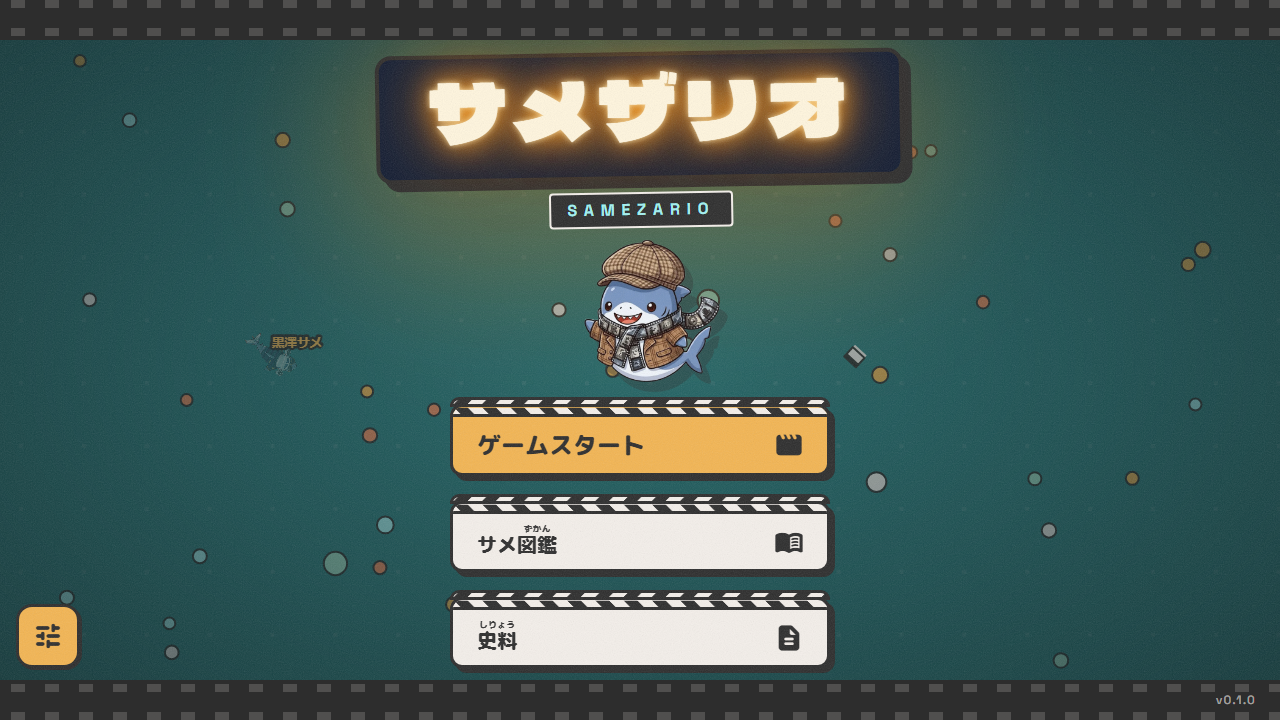 サメザリオ
SAMEZARIO
黒澤サメ
ゲームスタート
ずかん
サメ図鑑
しりょう
史料
v0.1.0